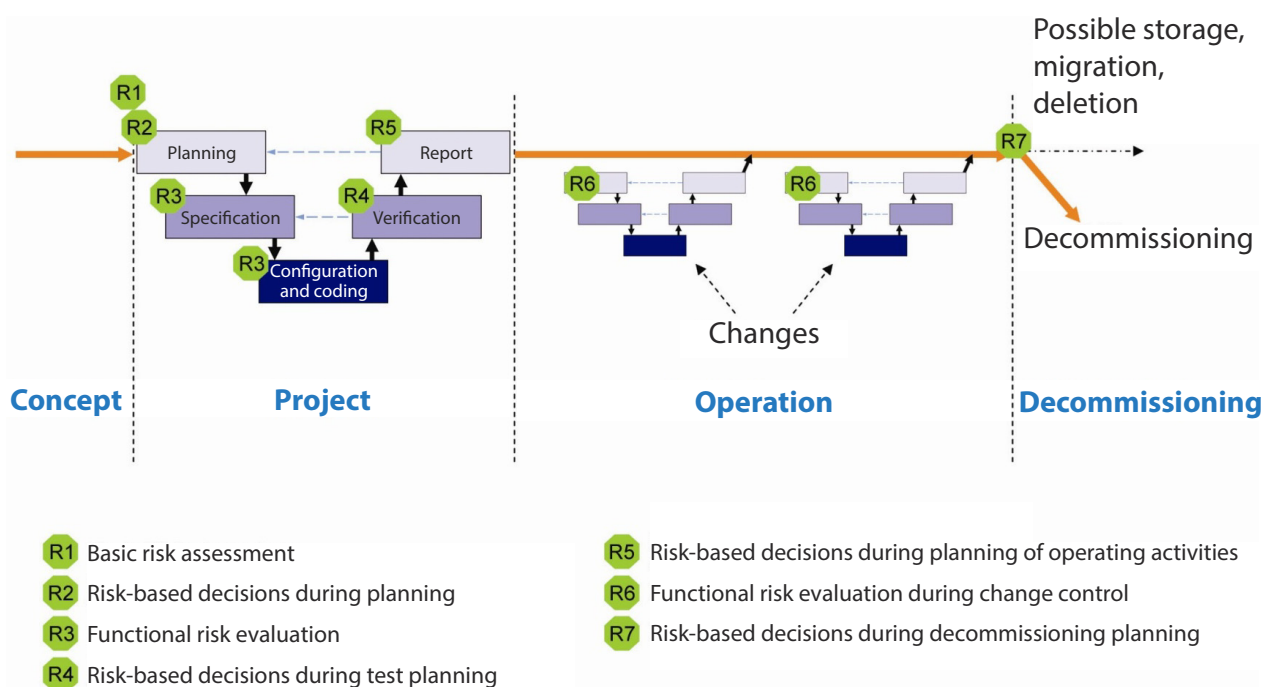 Possible storage,
migration,
deletion
R1
R2
Planning
R5
Report
R7
R3
Specification
R4
Verification
R6
R6
R3
Configuration
and coding
Decommissioning
Changes
Concept
Project
Operation
Decommissioning
R1 Basic risk assessment
R2 Risk-based decisions during planning
R3 Functional risk evaluation
R4 Risk-based decisions during test planning
R5 Risk-based decisions during planning of operating activities
R6 Functional risk evaluation during change control
R7 Risk-based decisions during decommissioning planning